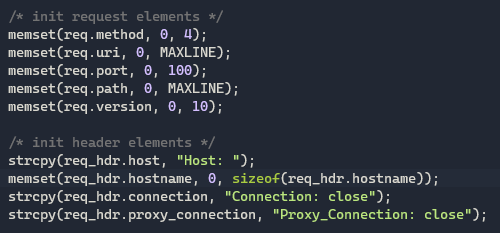 /* init request elements */
memset(req.method, 0, 4);
memset(req.uri, 0, MAXLINE);
memset(req.port, 0, 100);
memset(req.path, 0, MAXLINE);
memset(req.version, 0, 10);

/* init header elements */
strcpy(req_hdr.host, "Host: ");
memset(req_hdr.hostname, 0, sizeof(req_hdr.hostname));
strcpy(req_hdr.connection, "Connection: close");
strcpy(req_hdr.proxy_connection, "Proxy_Connection: close");